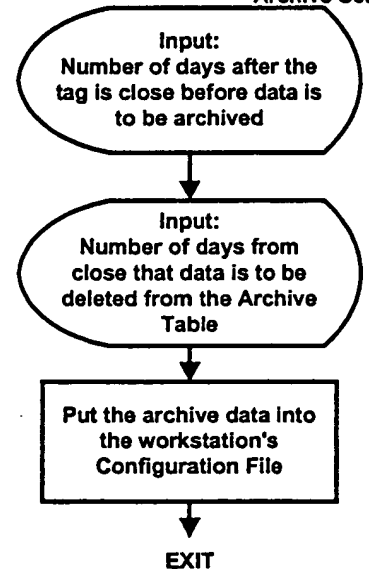 Input:
Number of days after the
tag is close before data is
to be archived
Input:
Number of days from
close that data is to be
deleted from the Archive
Table
Put the archive data into
the workstation's
Configuration File
EXIT